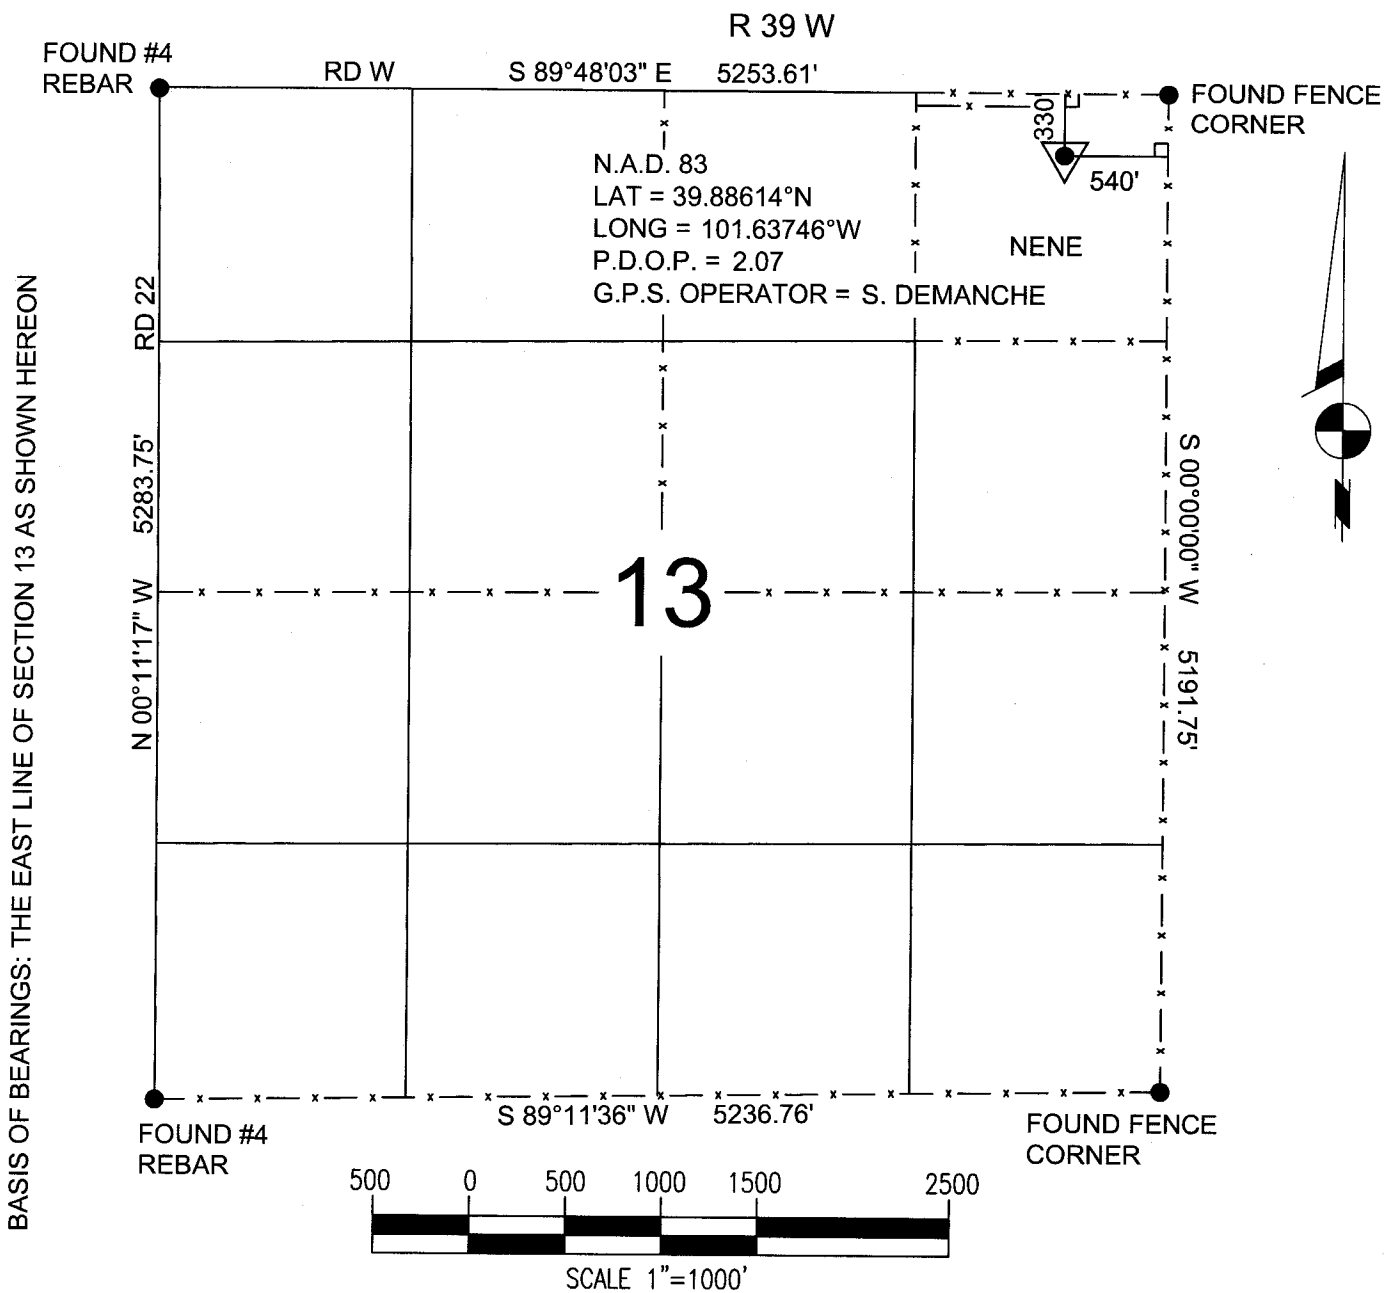 R 39 W
FOUND #4
REBAR
RD W
S 89°48'03" E 5253.61'
FOUND FENCE
CORNER
330'
540'
N.A.D. 83
LAT = 39.88614°N
LONG = 101.63746°W
P.D.O.P. = 2.07
G.P.S. OPERATOR = S. DEMANCHE
NENE
RD 22
BASIS OF BEARINGS: THE EAST LINE OF SECTION 13 AS SHOWN HEREON
N 00°11'17" W 5283.75'
S 00°00'00" W 5191.75'
13
S 89°11'36" W 5236.76'
FOUND #4
REBAR
FOUND FENCE
CORNER
500 0 500 1000 1500 2500
SCALE 1"=1000'